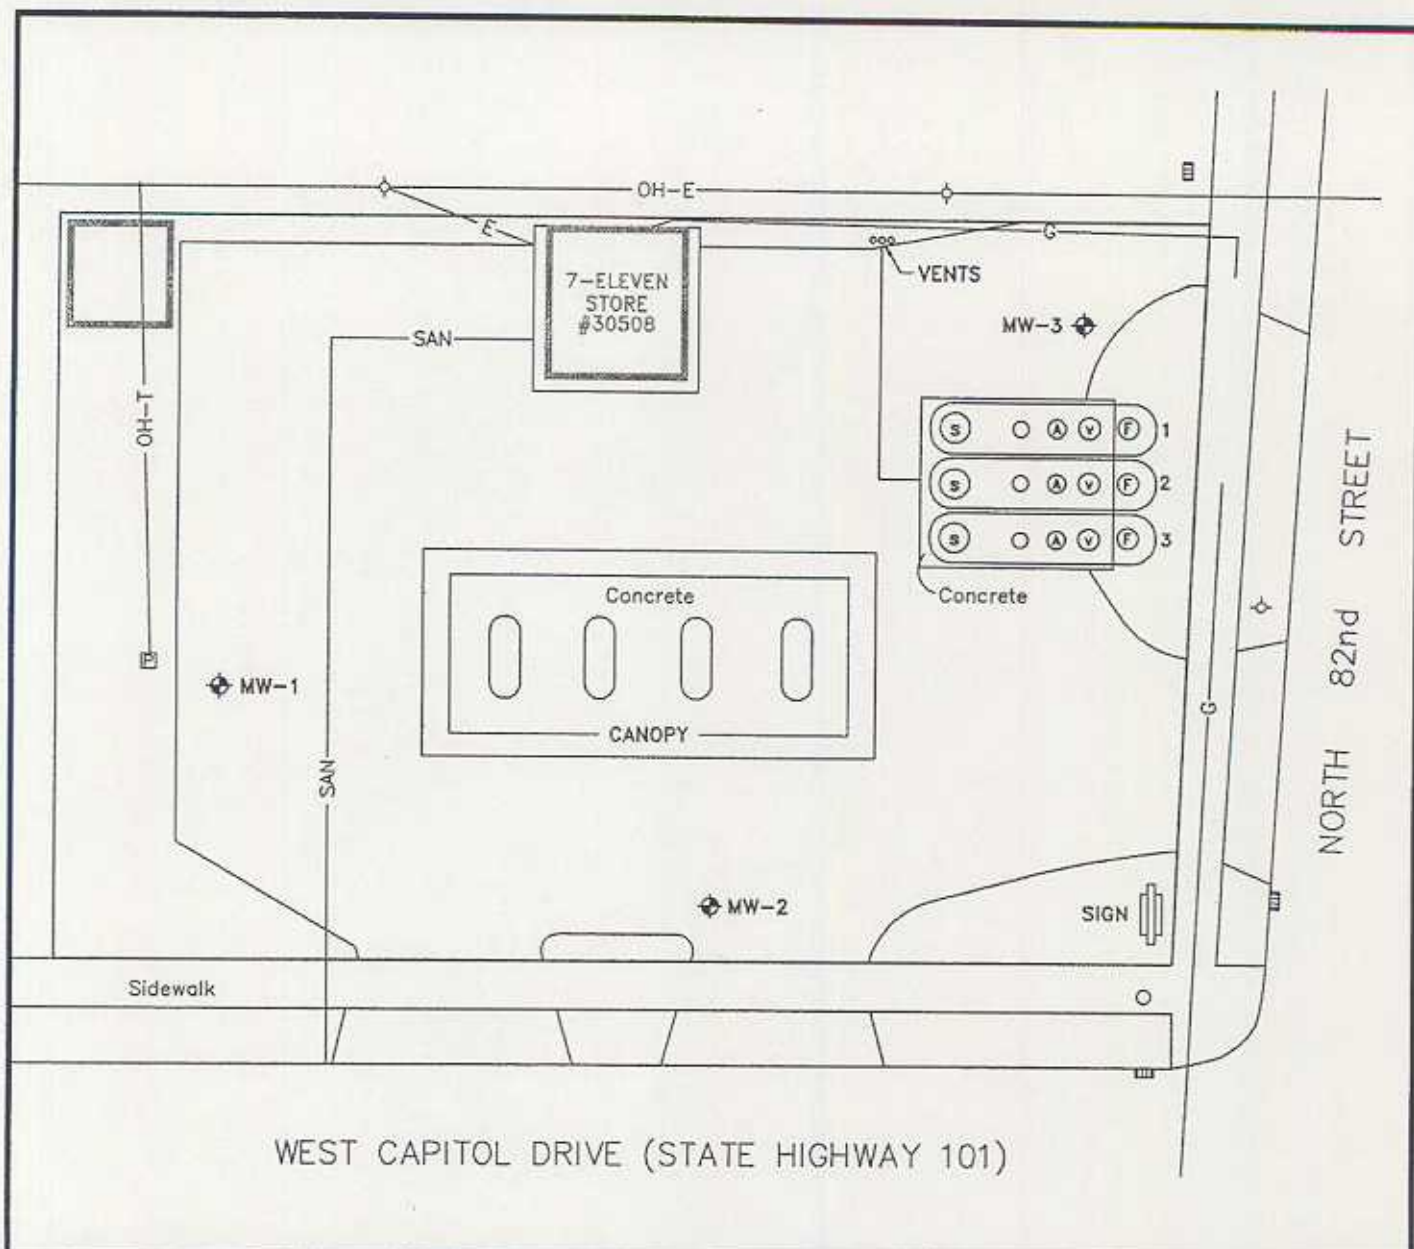 OH-E
E
G
7-ELEVEN
STORE
#30508
VENTS
MW-3
SAN
OH-T
S A V F 1
S A V F 2
S A V F 3
Concrete
Concrete
CANOPY
P
MW-1
SAN
G
NORTH 82nd STREET
MW-2
SIGN
Sidewalk
WEST CAPITOL DRIVE (STATE HIGHWAY 101)